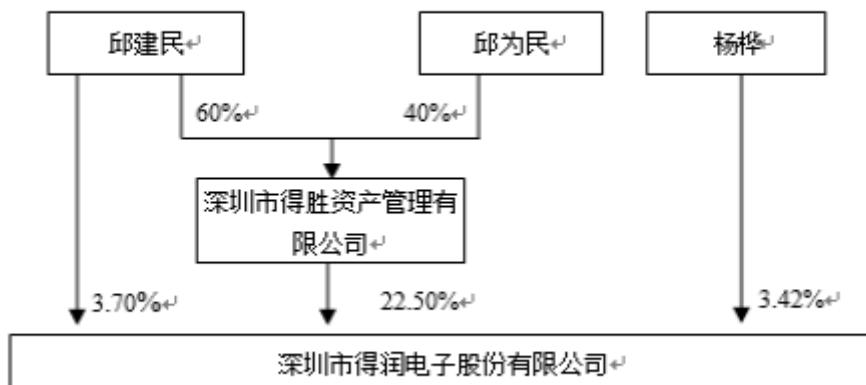 邱建民↵
邱为民↵
杨桦↵
60%↵
40%↵
深圳市得胜资产管理有
限公司↵
3.70%↵
22.50%↵
3.42%↵
深圳市得润电子股份有限公司↵